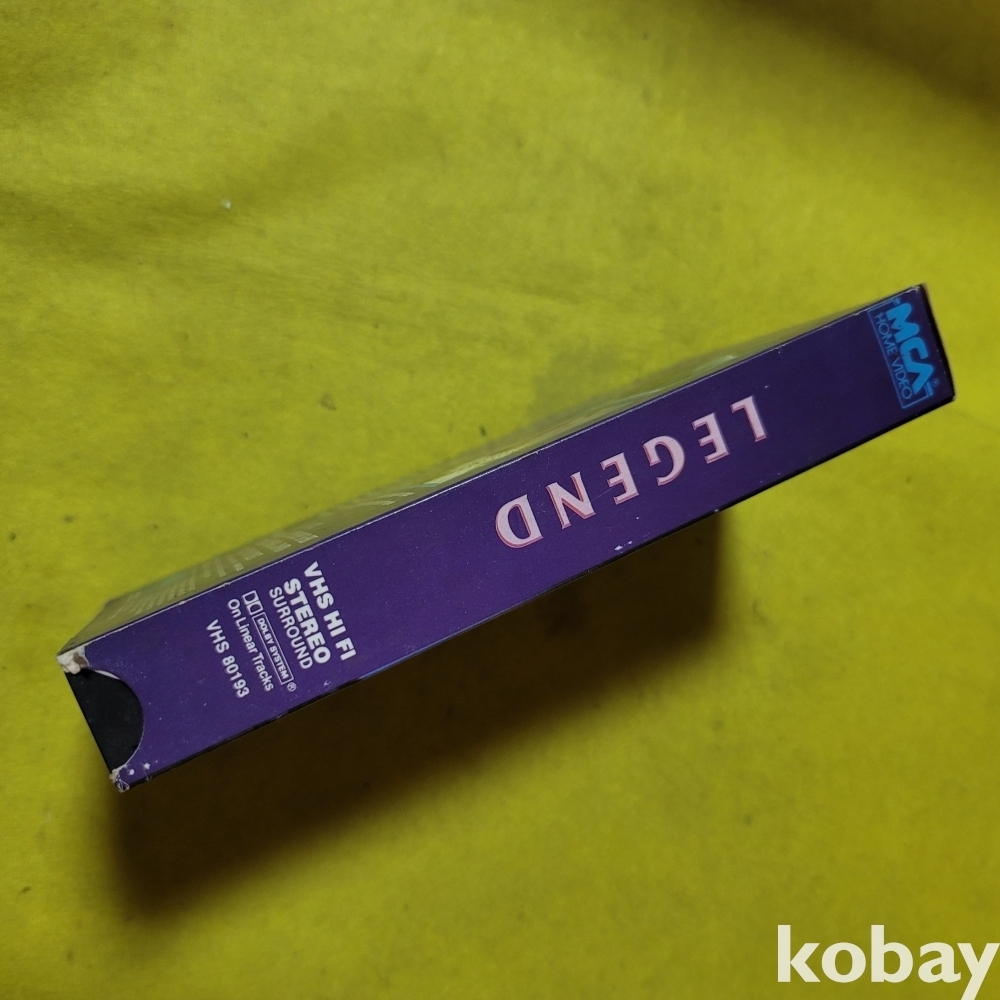 MCA
HOME VIDEO
®
LEGEND
VHS HI FI
STEREO
SURROUND
DOLBY SYSTEM ®
On Linear Tracks
VHS 80193
kobay